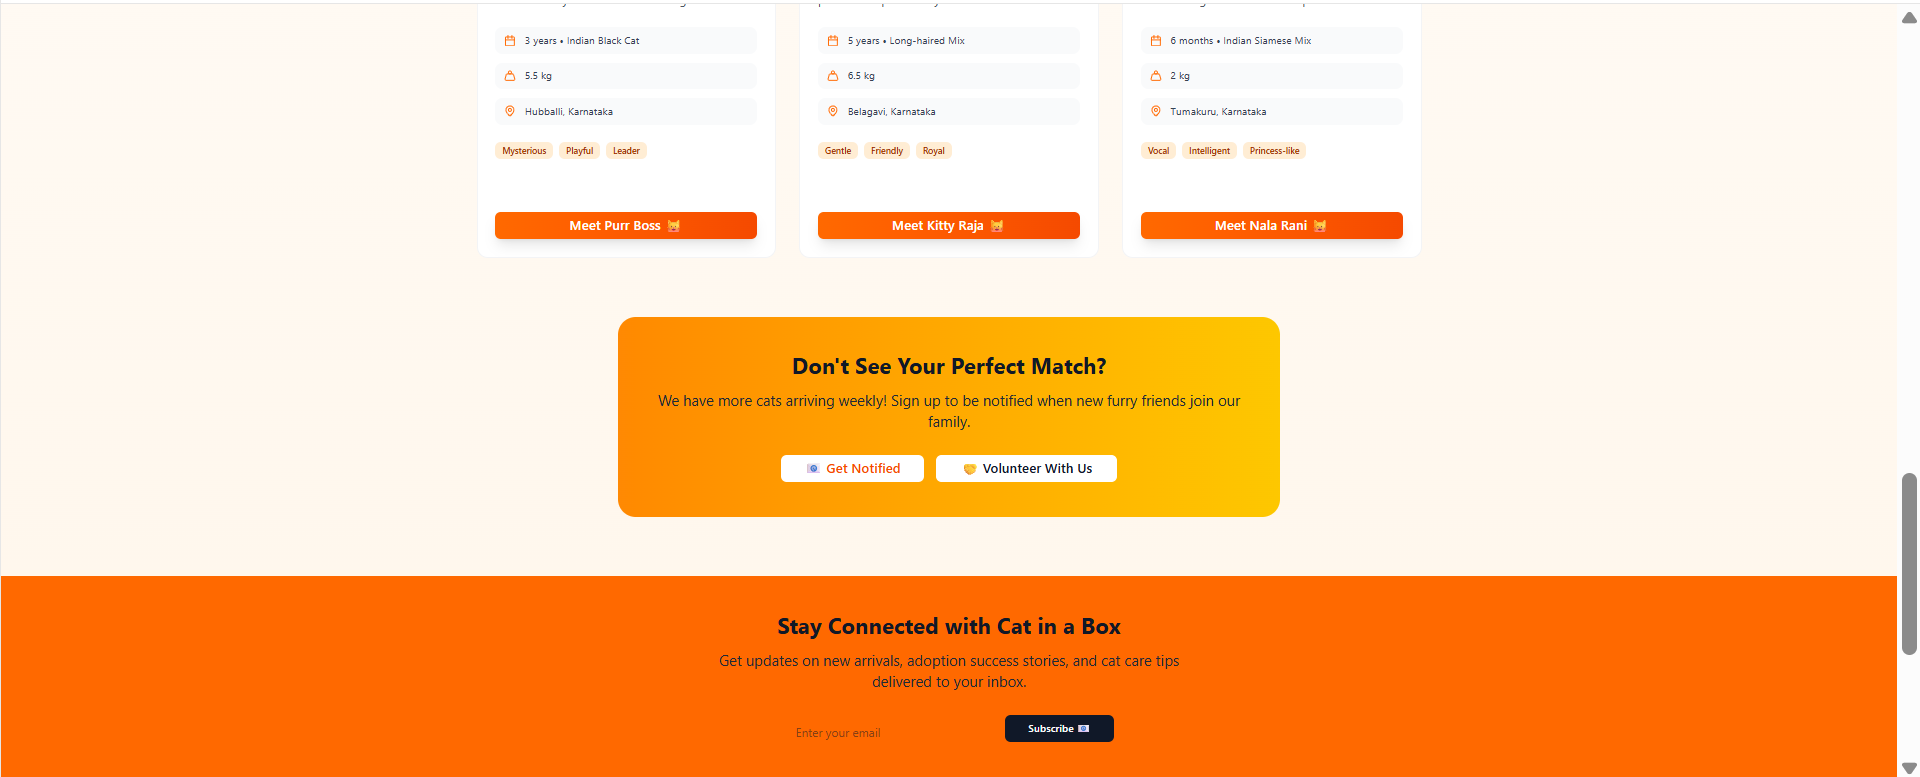 3 years • Indian Black Cat
5.5 kg
Hubballi, Karnataka
Mysterious Playful Leader
Meet Purr Boss
5 years • Long-haired Mix
6.5 kg
Belagavi, Karnataka
Gentle Friendly Royal
Meet Kitty Raja
6 months • Indian Siamese Mix
2 kg
Tumakuru, Karnataka
Vocal Intelligent Princess-like
Meet Nala Rani
Don't See Your Perfect Match?
We have more cats arriving weekly! Sign up to be notified when new furry friends join our
family.
Get Notified
Volunteer With Us
Stay Connected with Cat in a Box
Get updates on new arrivals, adoption success stories, and cat care tips
delivered to your inbox.
Enter your email
Subscribe